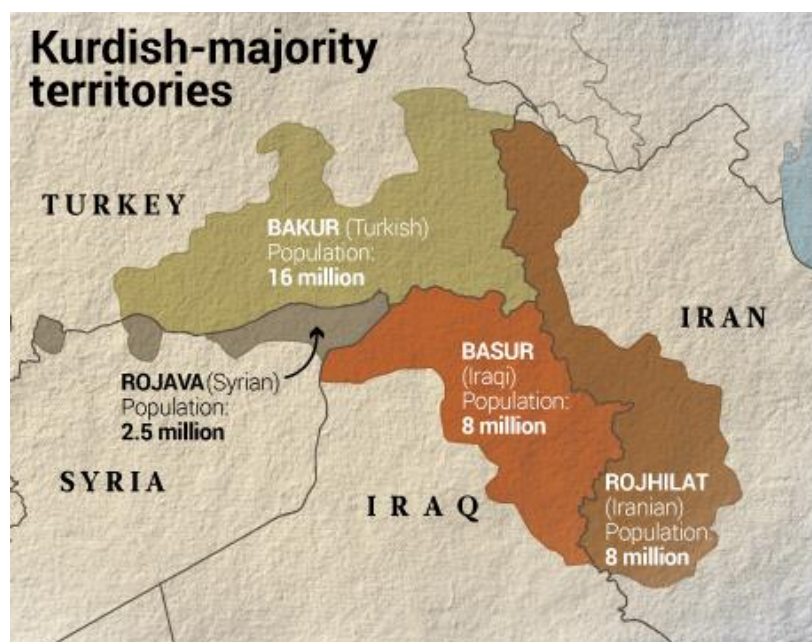 Kurdish-majority
territories
TURKEY
BAKUR (Turkish)
Population:
16 million
IRAN
ROJAVA (Syrian)
Population:
2.5 million
BASUR
(Iraqi)
Population:
8 million
SYRIA
IRAQ
ROJHILAT
(Iranian)
Population:
8 million